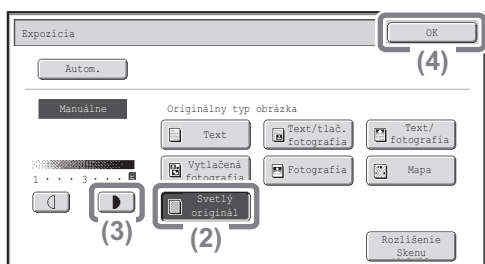 Expozícia
OK
(4)
Autom.
Manuálne
Originálny typ
obrázka
Text
Text/tlač.
fotografia
Text/
fotografia
Vytlačená
fotografia
Fotografia
Mapa
1 · · · 3 · · · 5
Svetlý
originál
(3)
(2)
Rozlíšenie
Skenu